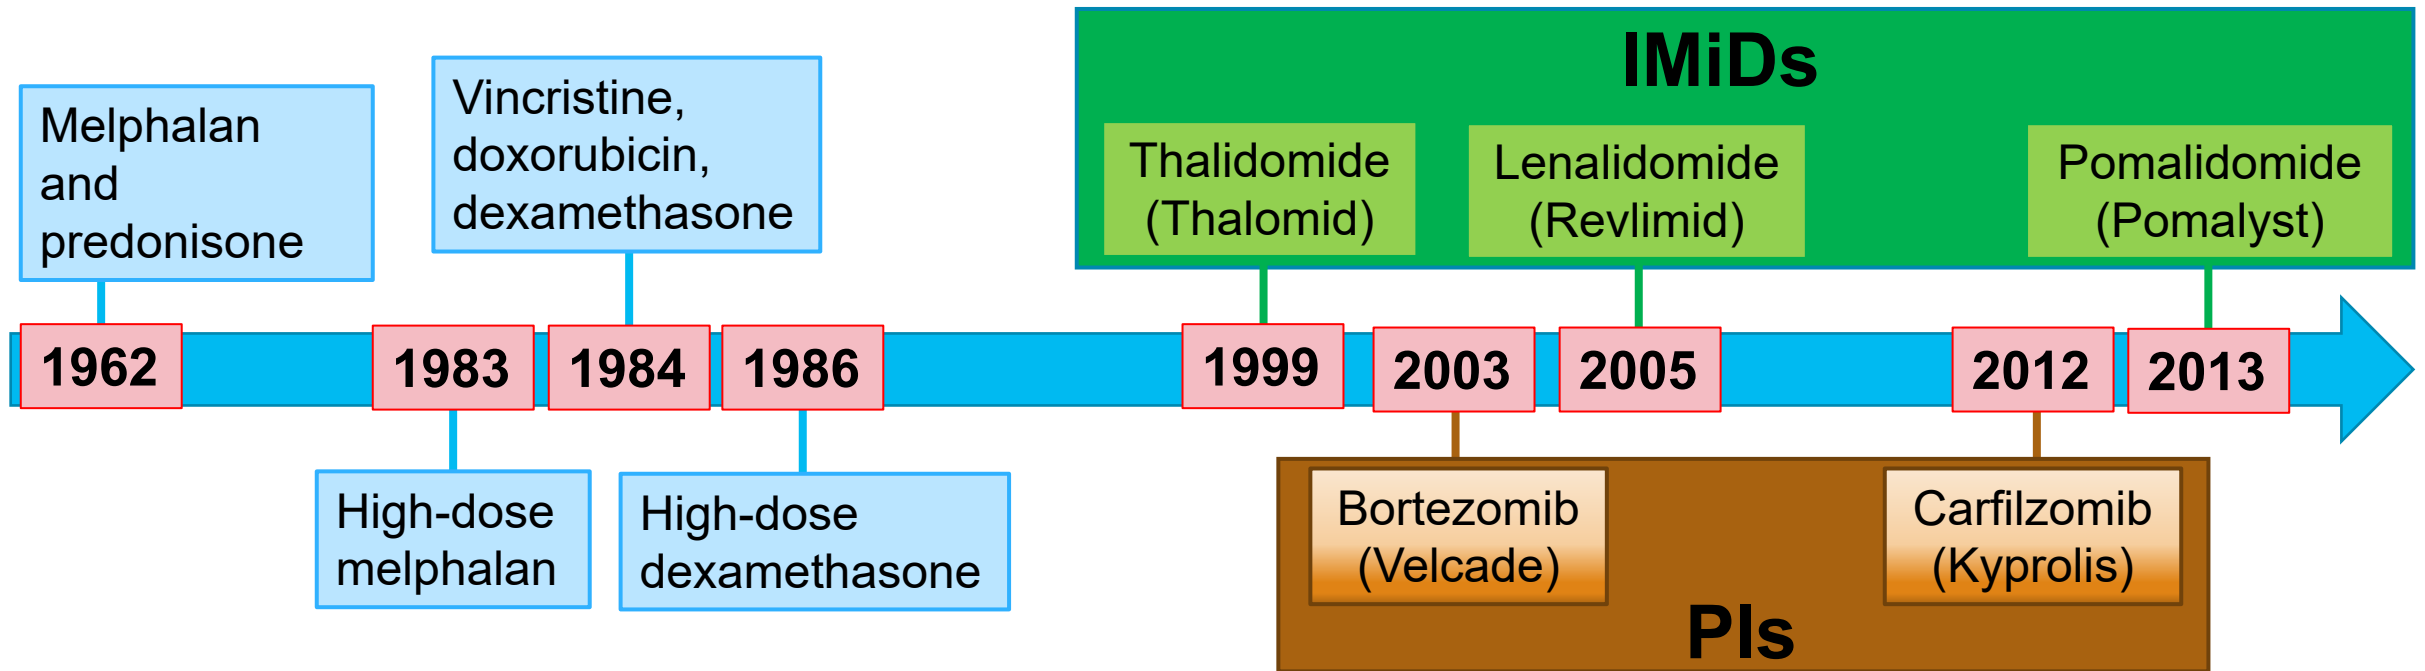 IMiDs
Melphalan
and
predonisone
Vincristine,
doxorubicin,
dexamethasone
Thalidomide
(Thalomid)
Lenalidomide
(Revlimid)
Pomalidomide
(Pomalyst)
1962
1983
1984
1986
1999
2003
2005
2012
2013
High-dose
melphalan
High-dose
dexamethasone
Bortezomib
(Velcade)
Carfilzomib
(Kyprolis)
PIs